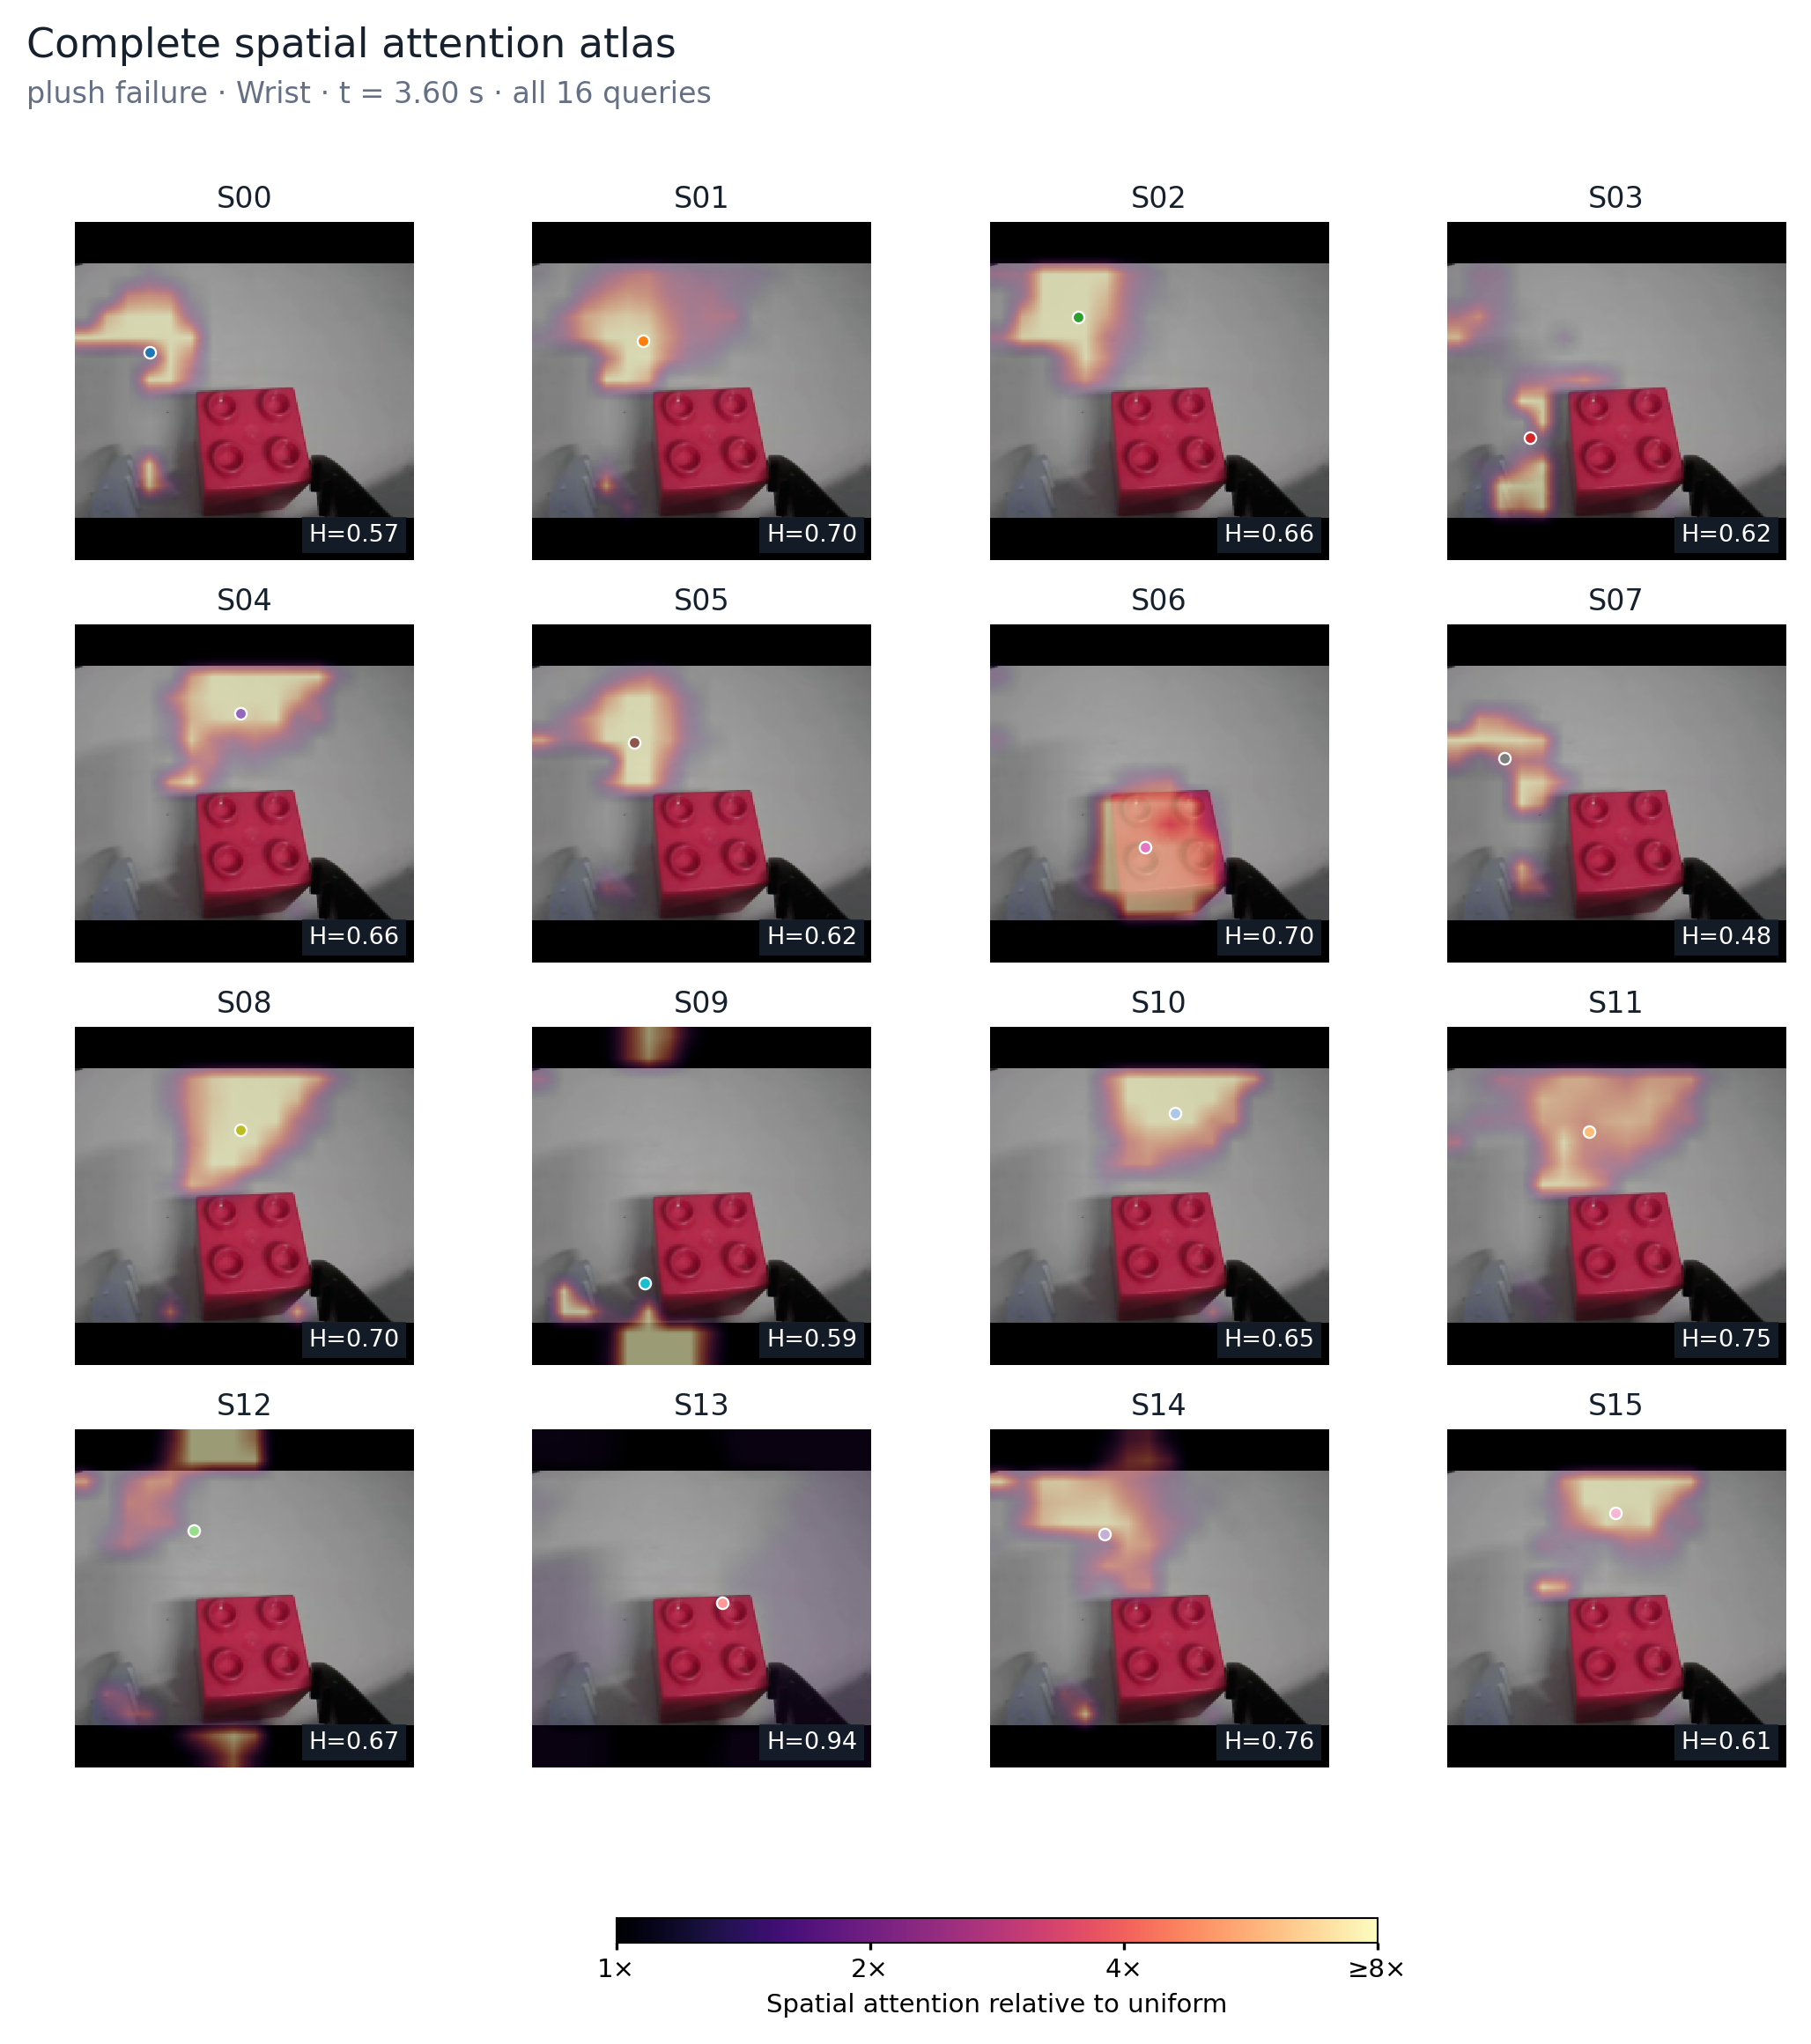 Complete spatial attention atlas
plush failure · Wrist · t = 3.60 s · all 16 queries
S00 S01 S02 S03
H=0.57 H=0.70 H=0.66 H=0.62
S04 S05 S06 S07
H=0.66 H=0.62 H=0.70 H=0.48
S08 S09 S10 S11
H=0.70 H=0.59 H=0.65 H=0.75
S12 S13 S14 S15
H=0.67 H=0.94 H=0.76 H=0.61
1× 2× 4× ≥8×
Spatial attention relative to uniform